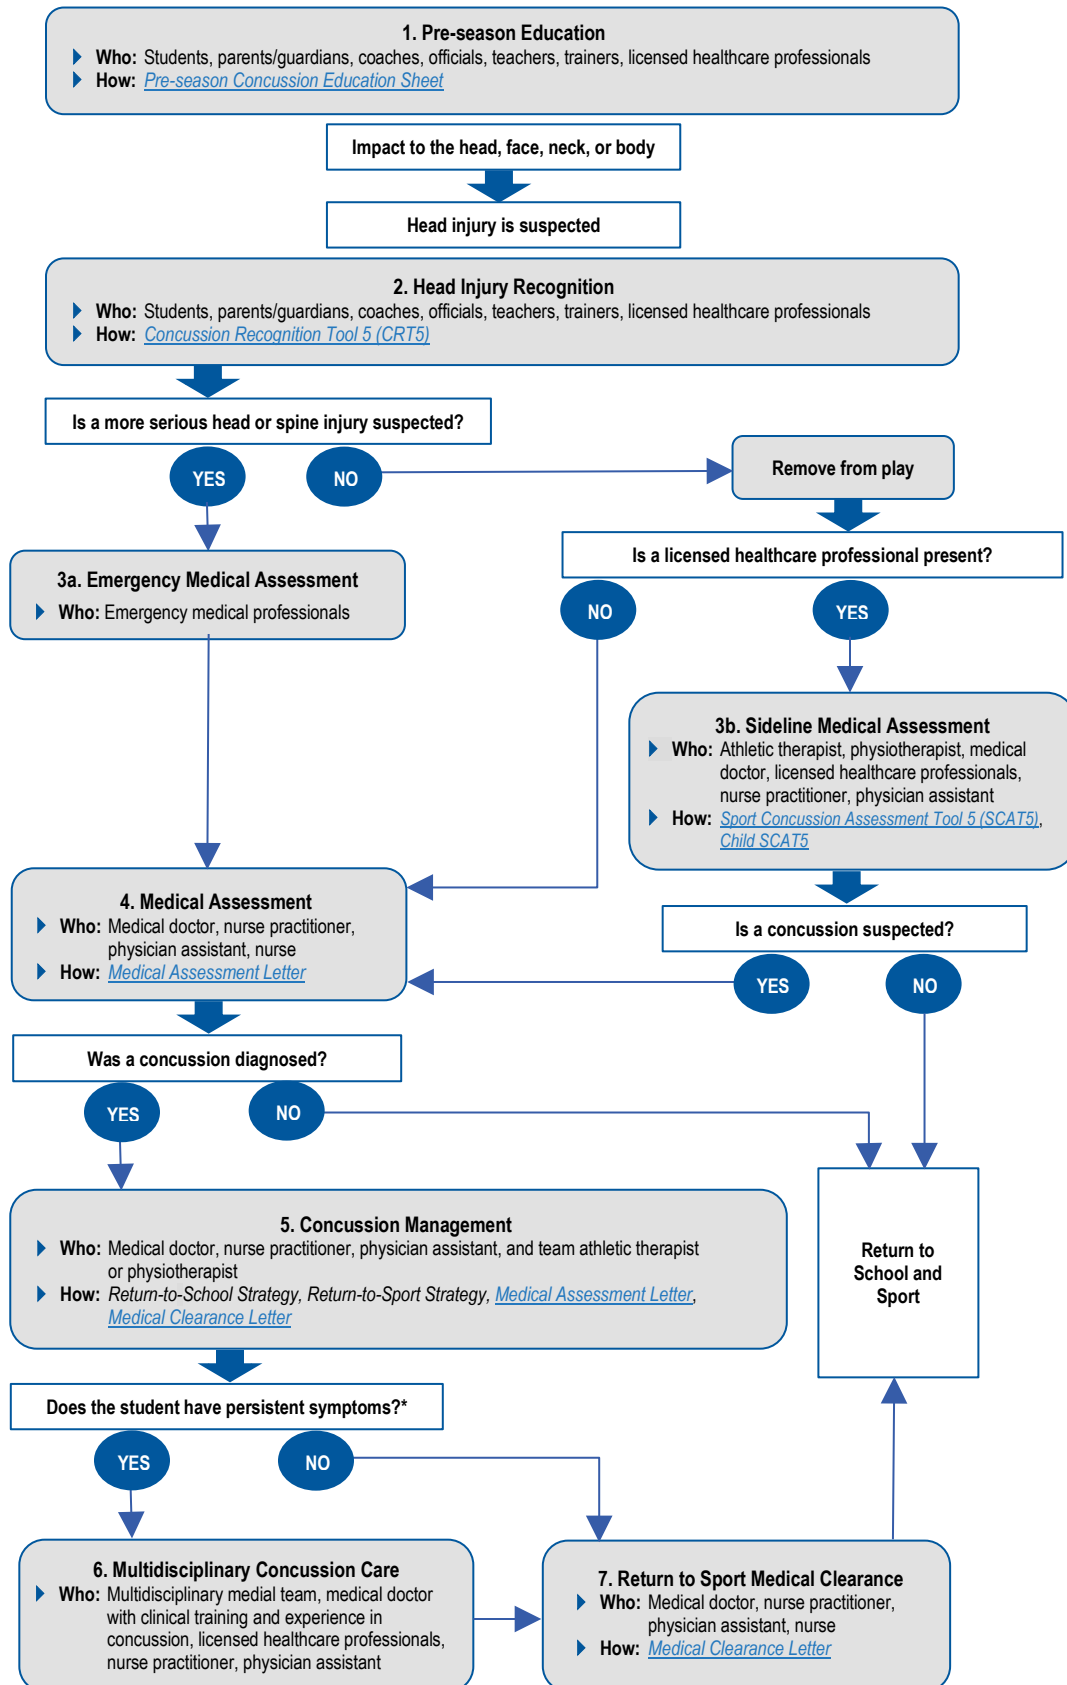 1. Pre-season Education
Who: Students, parents/guardians, coaches, officials, teachers, trainers, licensed healthcare professionals
How: Pre-season Concussion Education Sheet
Impact to the head, face, neck, or body
Head injury is suspected
2. Head Injury Recognition
Who: Students, parents/guardians, coaches, officials, teachers, trainers, licensed healthcare professionals
How: Concussion Recognition Tool 5 (CRT5)
Is a more serious head or spine injury suspected?
YES
NO
Remove from play
Is a licensed healthcare professional present?
3a. Emergency Medical Assessment
Who: Emergency medical professionals
NO
YES
3b. Sideline Medical Assessment
Who: Athletic therapist, physiotherapist, medical
doctor, licensed healthcare professionals,
nurse practitioner, physician assistant
How: Sport Concussion Assessment Tool 5 (SCAT5),
Child SCAT5
4. Medical Assessment
Who: Medical doctor, nurse practitioner,
physician assistant, nurse
How: Medical Assessment Letter
Is a concussion suspected?
YES
NO
Was a concussion diagnosed?
YES
NO
5. Concussion Management
Who: Medical doctor, nurse practitioner, physician assistant, and team athletic therapist
or physiotherapist
How: Return-to-School Strategy, Return-to-Sport Strategy, Medical Assessment Letter,
Medical Clearance Letter
Return to
School and
Sport
Does the student have persistent symptoms?*
YES
NO
6. Multidisciplinary Concussion Care
Who: Multidisciplinary medial team, medical doctor
with clinical training and experience in
concussion, licensed healthcare professionals,
nurse practitioner, physician assistant
7. Return to Sport Medical Clearance
Who: Medical doctor, nurse practitioner,
physician assistant, nurse
How: Medical Clearance Letter